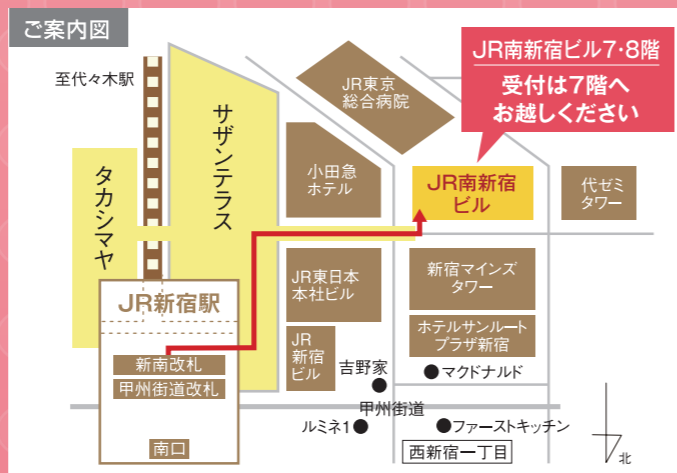 ご案内図
至代々木駅
タカシマヤ
サザンテラス
JR東京
総合病院
JR南新宿ビル7・8階
受付は7階へ
お越しください
小田急
ホテル
JR南新宿
ビル
代ゼミ
タワー
JR新宿駅
JR東日本
本社ビル
新宿マインズ
タワー
ホテルサンルート
プラザ新宿
JR
新宿
ビル
新南改札
甲州街道改札
吉野家
マクドナルド
甲州街道
ルミネ1
ファーストキッチン
南口
西新宿一丁目
北